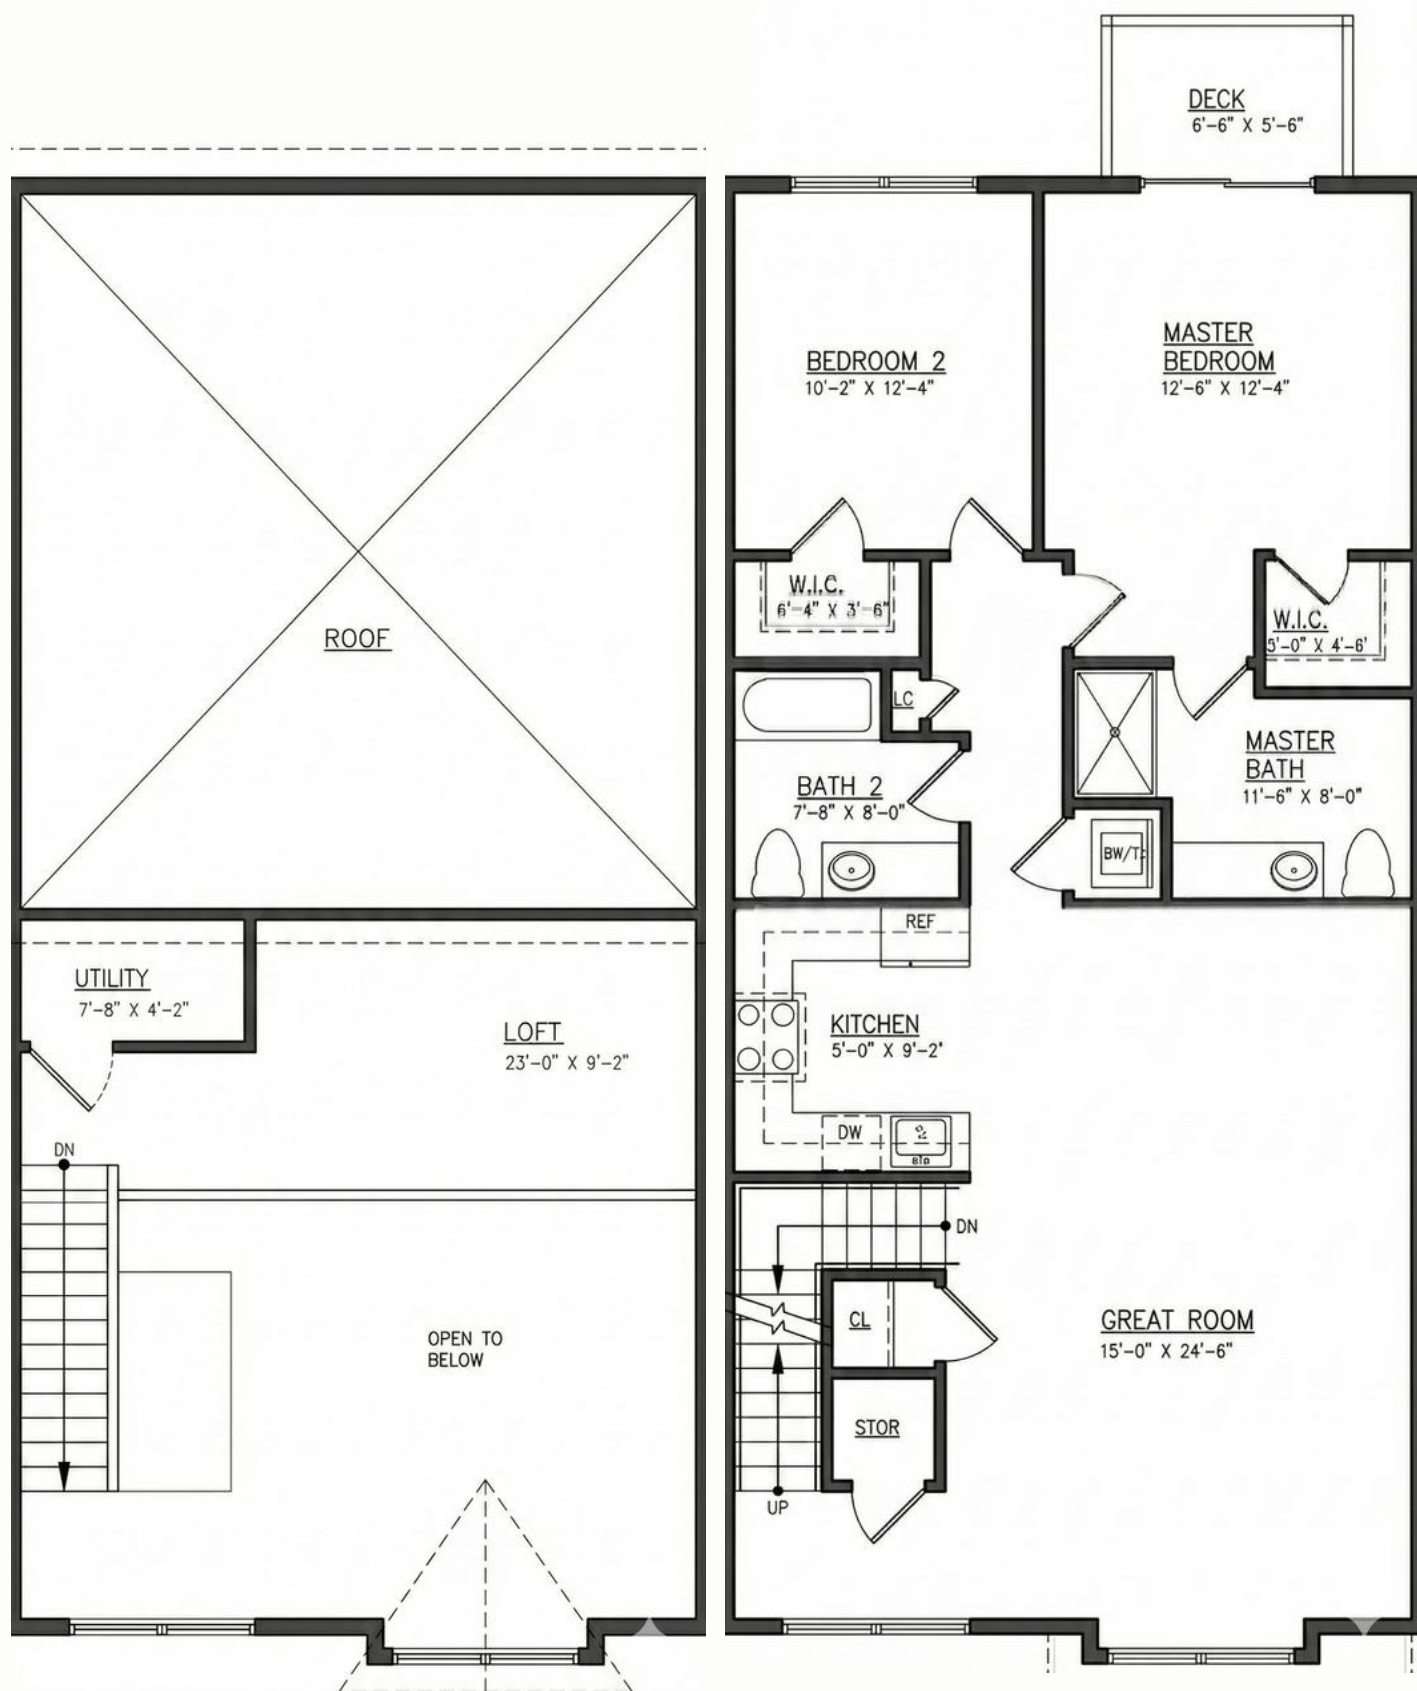 ROOF
UTILITY
7'-8" X 4'-2"
LOFT
23'-0" X 9'-2"
DN
OPEN TO
BELOW
DECK
6'-6" X 5'-6"
BEDROOM 2
10'-2" X 12'-4"
MASTER
BEDROOM
12'-6" X 12'-4"
W.I.C.
6'-4" X 3'-6"
W.I.C.
5'-0" X 4'-6'
LC
BATH 2
7'-8" X 8'-0"
MASTER
BATH
11'-6" X 8'-0"
BW/T
REF
KITCHEN
5'-0" X 9'-2'
DW
DN
CL
GREAT ROOM
15'-0" X 24'-6"
STOR
UP